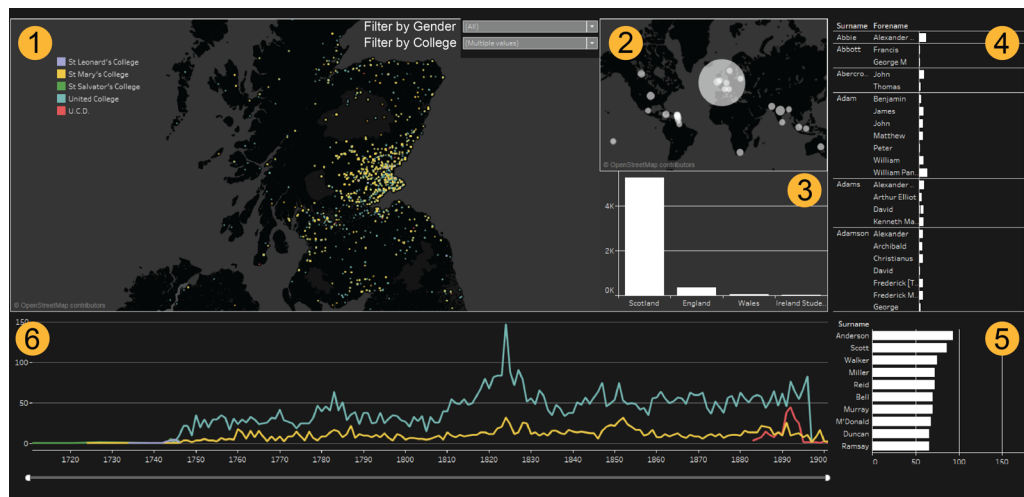 1
Filter by Gender (All)
Filter by College (Multiple values)
St Leonard's College
St Mary's College
St Salvator's College
United College
U.C.D.
© OpenStreetMap contributors
2
© OpenStreetMap contributors
3
4K
2K
0K
Scotland England Wales Ireland Stude..
4
Surname Forename
Abbie Alexander ..
Abbott Francis
George M
Abercro.. John
Thomas
Adam Benjamin
James
John
Matthew
Peter
William
William Pan..
Adams Alexander ..
Arthur Elliot
David
Kenneth Ma..
Adamson Alexander
Archibald
Christianus
David
Frederick [T..
Frederick M..
George
6
150
100
50
0
1720 1730 1740 1750 1760 1770 1780 1790 1800 1810 1820 1830 1840 1850 1860 1870 1880 1890 1900
5
Surname
Anderson
Scott
Walker
Miller
Reid
Bell
Murray
M'Donald
Duncan
Ramsay
0 50 100 150